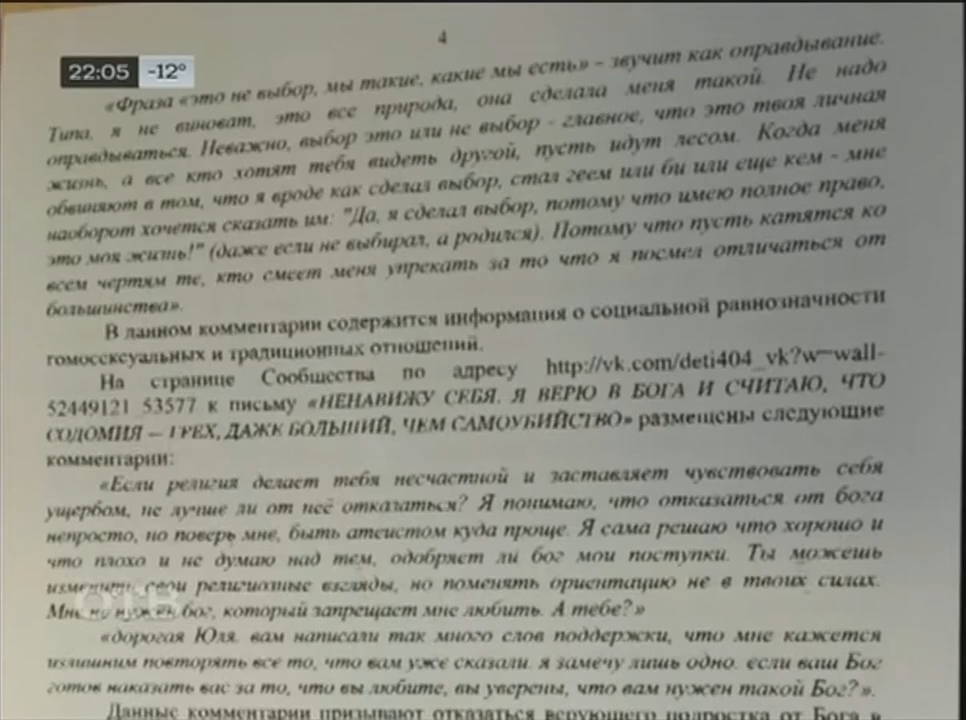 4
22:05 -12°
«Фраза «это не выбор, мы такие, какие мы есть» - звучит как оправдывание.
Типа, я не виноват, это все природа, она сделала меня такой. Не надо
оправдываться. Неважно, выбор это или не выбор - главное, что это твоя личная
жизнь, а все кто хотят тебя видеть другой, пусть идут лесом. Когда меня
обвиняют в том, что я вроде как сделал выбор, стал геем или би или еще кем - мне
наоборот хочется сказать им: "Да, я сделал выбор, потому что имею полное право,
это моя жизнь!" (даже если не выбирал, а родился). Потому что пусть катятся ко
всем чертям те, кто смеет меня упрекать за то что я посмел отличаться от
большинства».
В данном комментарии содержится информация о социальной равнозначности
гомосексуальных и традиционных отношений.
На странице Сообщества по адресу http://vk.com/deti404_vk?w=wall-
52449121_53577 к письму «НЕНАВИЖУ СЕБЯ. Я ВЕРЮ В БОГА И СЧИТАЮ, ЧТО
СОДОМИЯ – ГРЕХ, ДАЖЕ БОЛЬШИЙ, ЧЕМ САМОУБИЙСТВО» размещены следующие
комментарии:
«Если религия делает тебя несчастной и заставляет чувствовать себя
ущербом, не лучше ли от неё отказаться? Я понимаю, что отказаться от бога
непросто, но поверь мне, быть атеистом куда проще. Я сама решаю что хорошо и
что плохо и не думаю над тем, одобряет ли бог мои поступки. Ты можешь
изменить свои религиозные взгляды, но поменять ориентацию не в твоих силах.
Мне не нужен бог, который запрещает мне любить. А тебе?»
ОТВ
«дорогая Юля. вам написали так много слов поддержки, что мне кажется
излишним повторять все то, что вам уже сказали. я замечу лишь одно. если ваш Бог
готов наказать вас за то, что вы любите, вы уверены, что вам нужен такой Бог?».
Данные комментарии призывают отказаться верующего подростка от Бога в